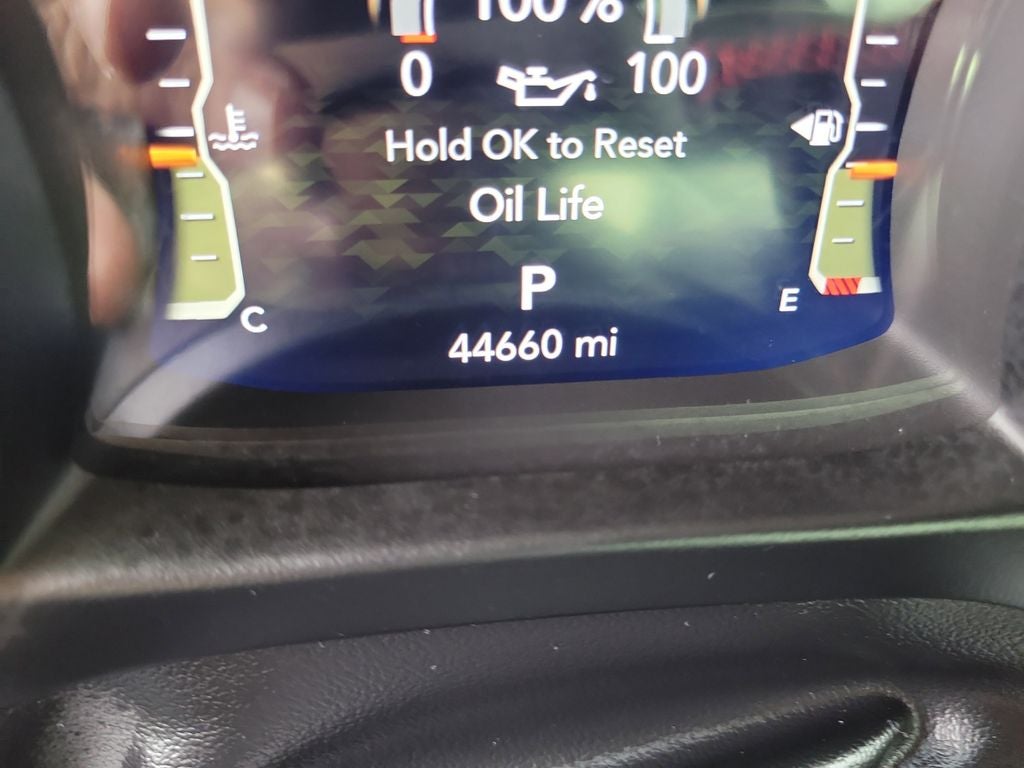 100%
0 100
Hold OK to Reset
Oil Life
P
C E
44660 mi